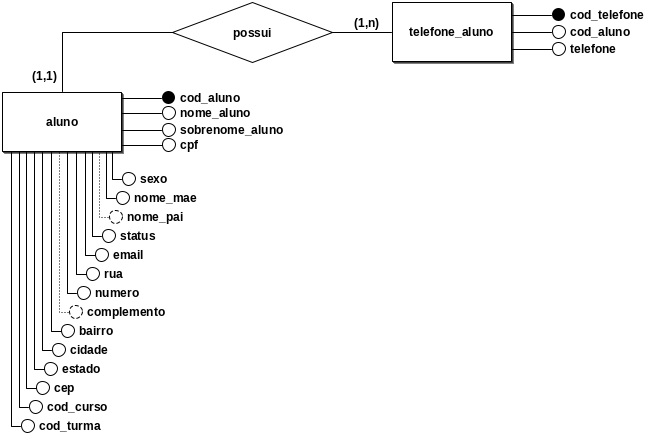 possui
(1,n)
telefone_aluno
cod_telefone
cod_aluno
telefone
(1,1)
aluno
cod_aluno
nome_aluno
sobrenome_aluno
cpf
sexo
nome_mae
nome_pai
status
email
rua
numero
complemento
bairro
cidade
estado
cep
cod_curso
cod_turma